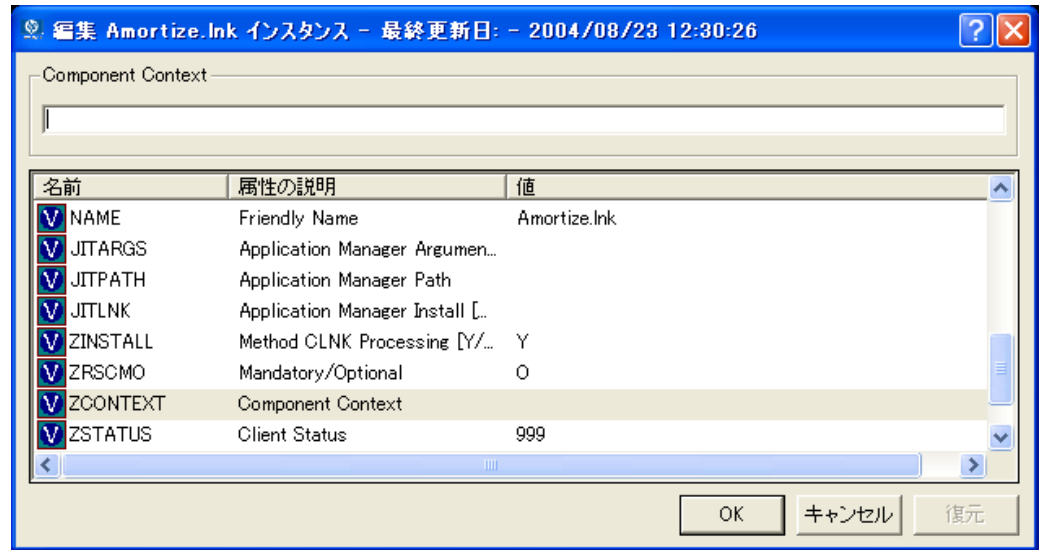 編集 Amortize.lnk インスタンス - 最終更新日: - 2004/08/23 12:30:26
Component Context
名前 属性の説明 値
NAME Friendly Name Amortize.lnk
JITARGS Application Manager Argumen...
JITPATH Application Manager Path
JITLNK Application Manager Install [...
ZINSTALL Method CLNK Processing [Y/... Y
ZRSCMO Mandatory/Optional O
ZCONTEXT Component Context
ZSTATUS Client Status 999
OK キャンセル 復元